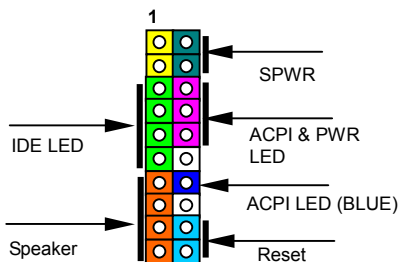 1
SPWR
IDE LED
ACPI & PWR
LED
ACPI LED (BLUE)
Speaker
Reset